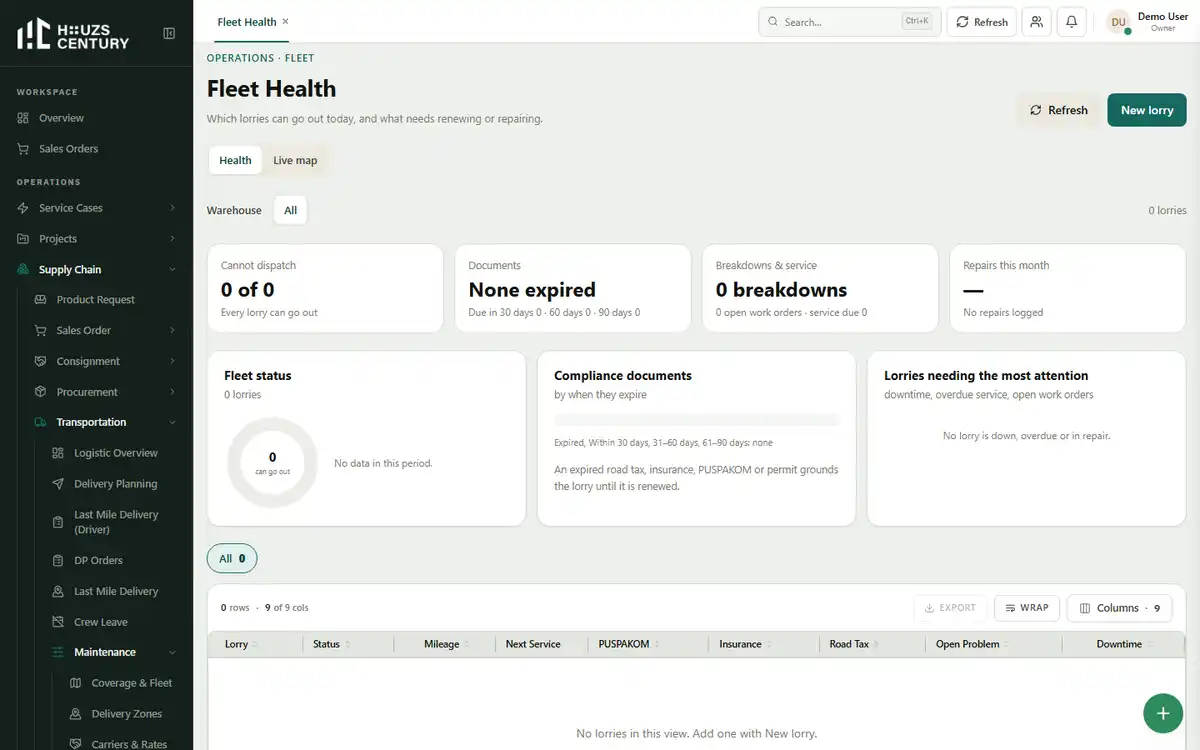 HOUZS
CENTURY
WORKSPACE
Overview
Sales Orders
OPERATIONS
Service Cases
Projects
Supply Chain
Product Request
Sales Order
Consignment
Procurement
Transportation
Logistic Overview
Delivery Planning
Last Mile Delivery
(Driver)
DP Orders
Last Mile Delivery
Crew Leave
Maintenance
Coverage & Fleet
Delivery Zones
Carriers & Rates
Fleet Health ×
Search...
Ctrl+K
Refresh
DU
Demo User
Owner
OPERATIONS · FLEET
Fleet Health
Which lorries can go out today, and what needs renewing or repairing.
Refresh
New lorry
Health
Live map
Warehouse
All
0 lorries
Cannot dispatch
0 of 0
Every lorry can go out
Documents
None expired
Due in 30 days 0 · 60 days 0 · 90 days 0
Breakdowns & service
0 breakdowns
0 open work orders · service due 0
Repairs this month
—
No repairs logged
Fleet status
0 lorries
0
can go out
No data in this period.
Compliance documents
by when they expire
Expired, Within 30 days, 31–60 days, 61–90 days: none
An expired road tax, insurance, PUSPAKOM or permit grounds
the lorry until it is renewed.
Lorries needing the most attention
downtime, overdue service, open work orders
No lorry is down, overdue or in repair.
All 0
0 rows · 9 of 9 cols
EXPORT
WRAP
Columns · 9
Lorry
Status
Mileage
Next Service
PUSPAKOM
Insurance
Road Tax
Open Problem
Downtime
No lorries in this view. Add one with New lorry.
+